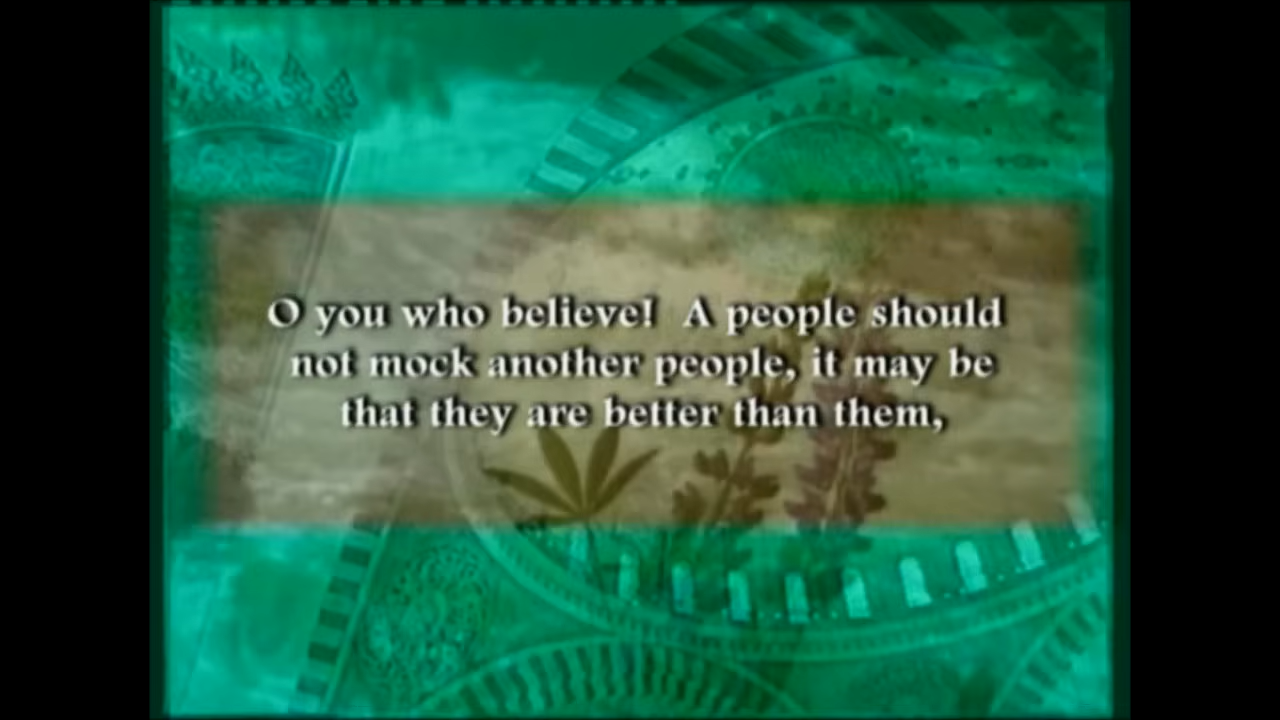 O you who believe! A people should
not mock another people, it may be
that they are better than them,